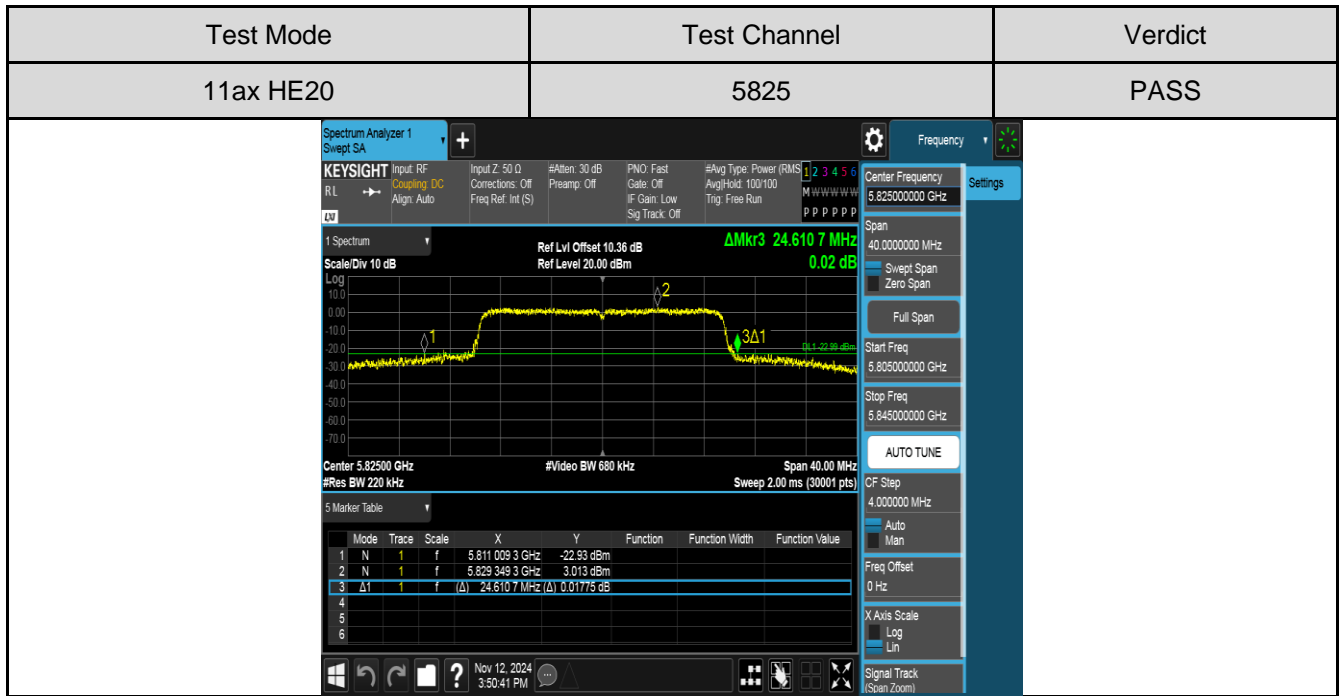 Test Mode Test Channel Verdict
11ax HE20 5825 PASS
Spectrum Analyzer 1
Swept SA
+
Frequency
KEYSIGHT Input: RF Input Z: 50 Ω #Atten: 30 dB PNO: Fast #Avg Type: Power (RMS 1 2 3 4 5 6
RL Coupling: DC Corrections: Off Preamp: Off Gate: Off Avg|Hold: 100/100 M W W W W W
Align: Auto Freq Ref: Int (S) IF Gain: Low Trig: Free Run
LXI Sig Track: Off P P P P P P
1 Spectrum Ref Lvl Offset 10.36 dB ΔMkr3 24.610 7 MHz
Scale/Div 10 dB Ref Level 20.00 dBm 0.02 dB
Log
10.0
0.00
-10.0
-20.0
-30.0
-40.0
-50.0
-60.0
-70.0
1
2
3Δ1
DL1 -22.99 dBm
Center 5.82500 GHz #Video BW 680 kHz Span 40.00 MHz
#Res BW 220 kHz Sweep 2.00 ms (30001 pts)
5 Marker Table
Mode Trace Scale X Y Function Function Width Function Value
1 N 1 f 5.811 009 3 GHz -22.93 dBm
2 N 1 f 5.829 349 3 GHz 3.013 dBm
3 Δ1 1 f (Δ) 24.610 7 MHz (Δ) 0.01775 dB
4
5
6
Center Frequency
5.825000000 GHz
Settings
Span
40.0000000 MHz
Swept Span
Zero Span
Full Span
Start Freq
5.805000000 GHz
Stop Freq
5.845000000 GHz
AUTO TUNE
CF Step
4.000000 MHz
Auto
Man
Freq Offset
0 Hz
X Axis Scale
Log
Lin
Signal Track
(Span Zoom)
? Nov 12, 2024
3:50:41 PM